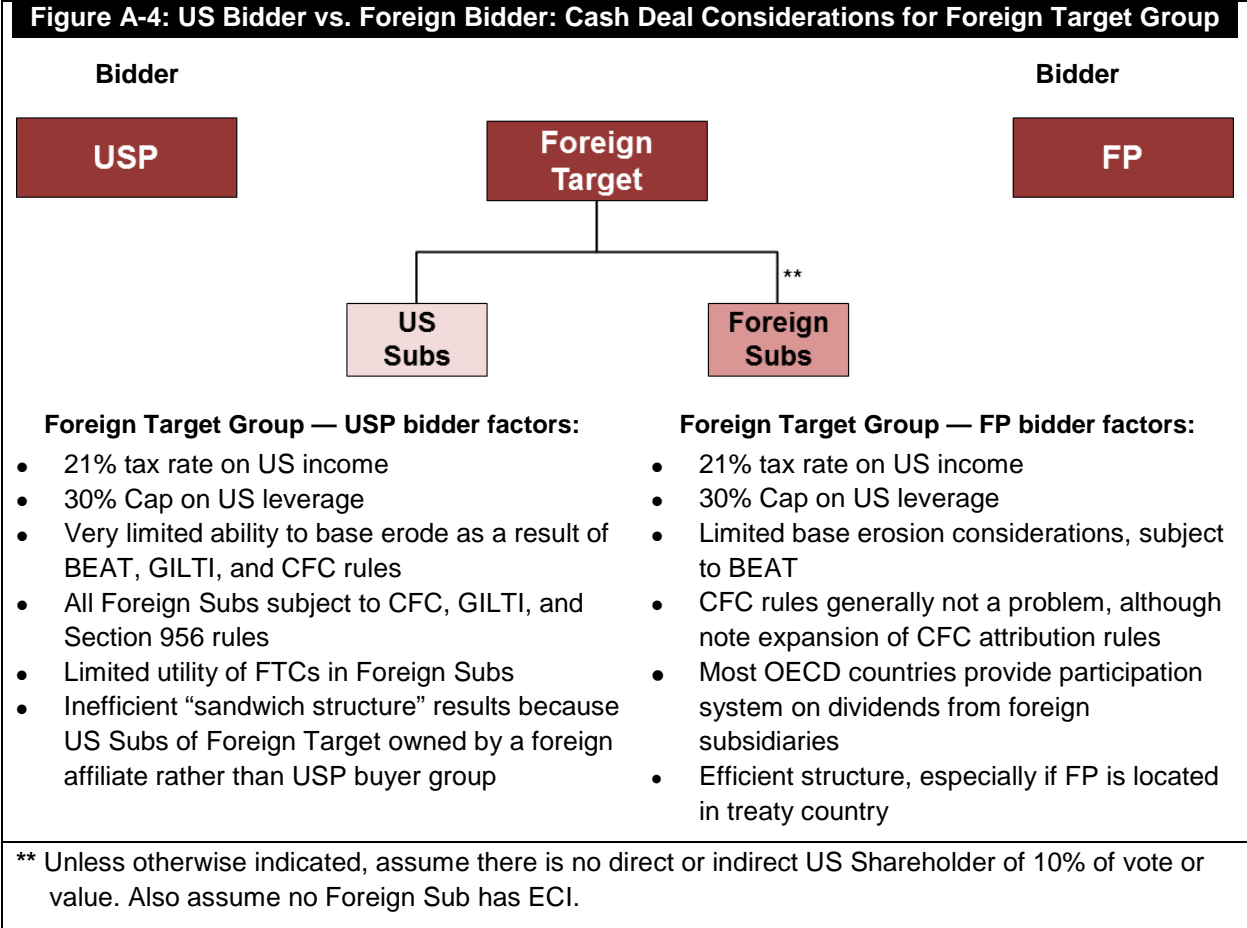 Figure A-4: US Bidder vs. Foreign Bidder: Cash Deal Considerations for Foreign Target Group
Bidder
Bidder
USP
Foreign
Target
FP
**
US
Subs
Foreign
Subs
Foreign Target Group — USP bidder factors:
• 21% tax rate on US income
• 30% Cap on US leverage
• Very limited ability to base erode as a result of
BEAT, GILTI, and CFC rules
• All Foreign Subs subject to CFC, GILTI, and
Section 956 rules
• Limited utility of FTCs in Foreign Subs
• Inefficient “sandwich structure” results because
US Subs of Foreign Target owned by a foreign
affiliate rather than USP buyer group
Foreign Target Group — FP bidder factors:
• 21% tax rate on US income
• 30% Cap on US leverage
• Limited base erosion considerations, subject
to BEAT
• CFC rules generally not a problem, although
note expansion of CFC attribution rules
• Most OECD countries provide participation
system on dividends from foreign
subsidiaries
• Efficient structure, especially if FP is located
in treaty country
** Unless otherwise indicated, assume there is no direct or indirect US Shareholder of 10% of vote or
value. Also assume no Foreign Sub has ECI.